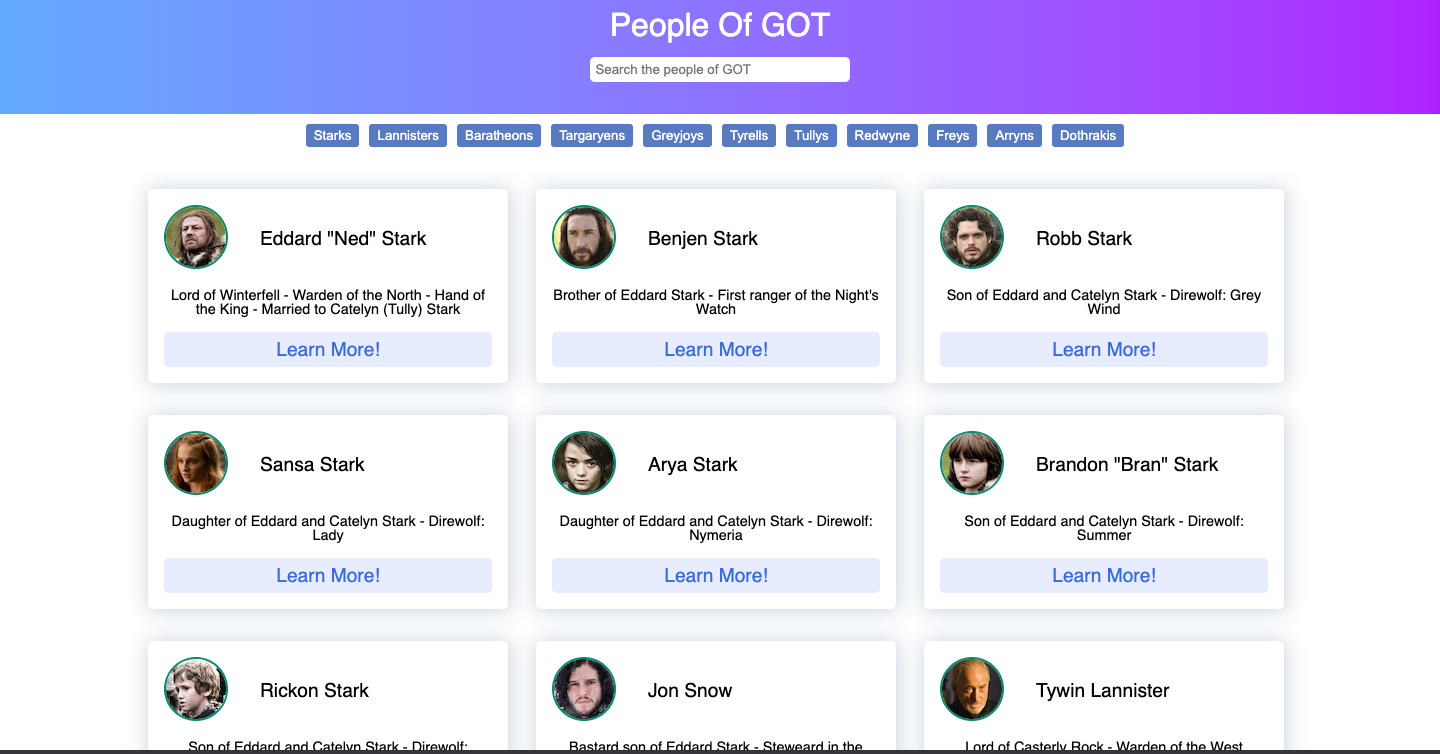 People Of GOT
Search the people of GOT
Starks Lannisters Baratheons Targaryens Greyjoys Tyrells Tullys Redwyne Freys Arryns Dothrakis
Eddard "Ned" Stark
Lord of Winterfell - Warden of the North - Hand of
the King - Married to Catelyn (Tully) Stark
Learn More!
Benjen Stark
Brother of Eddard Stark - First ranger of the Night's
Watch
Learn More!
Robb Stark
Son of Eddard and Catelyn Stark - Direwolf: Grey
Wind
Learn More!
Sansa Stark
Daughter of Eddard and Catelyn Stark - Direwolf:
Lady
Learn More!
Arya Stark
Daughter of Eddard and Catelyn Stark - Direwolf:
Nymeria
Learn More!
Brandon "Bran" Stark
Son of Eddard and Catelyn Stark - Direwolf:
Summer
Learn More!
Rickon Stark
Son of Eddard and Catelyn Stark - Direwolf:
Jon Snow
Bastard son of Eddard Stark - Steweard in the
Tywin Lannister
Lord of Casterly Rock - Warden of the West